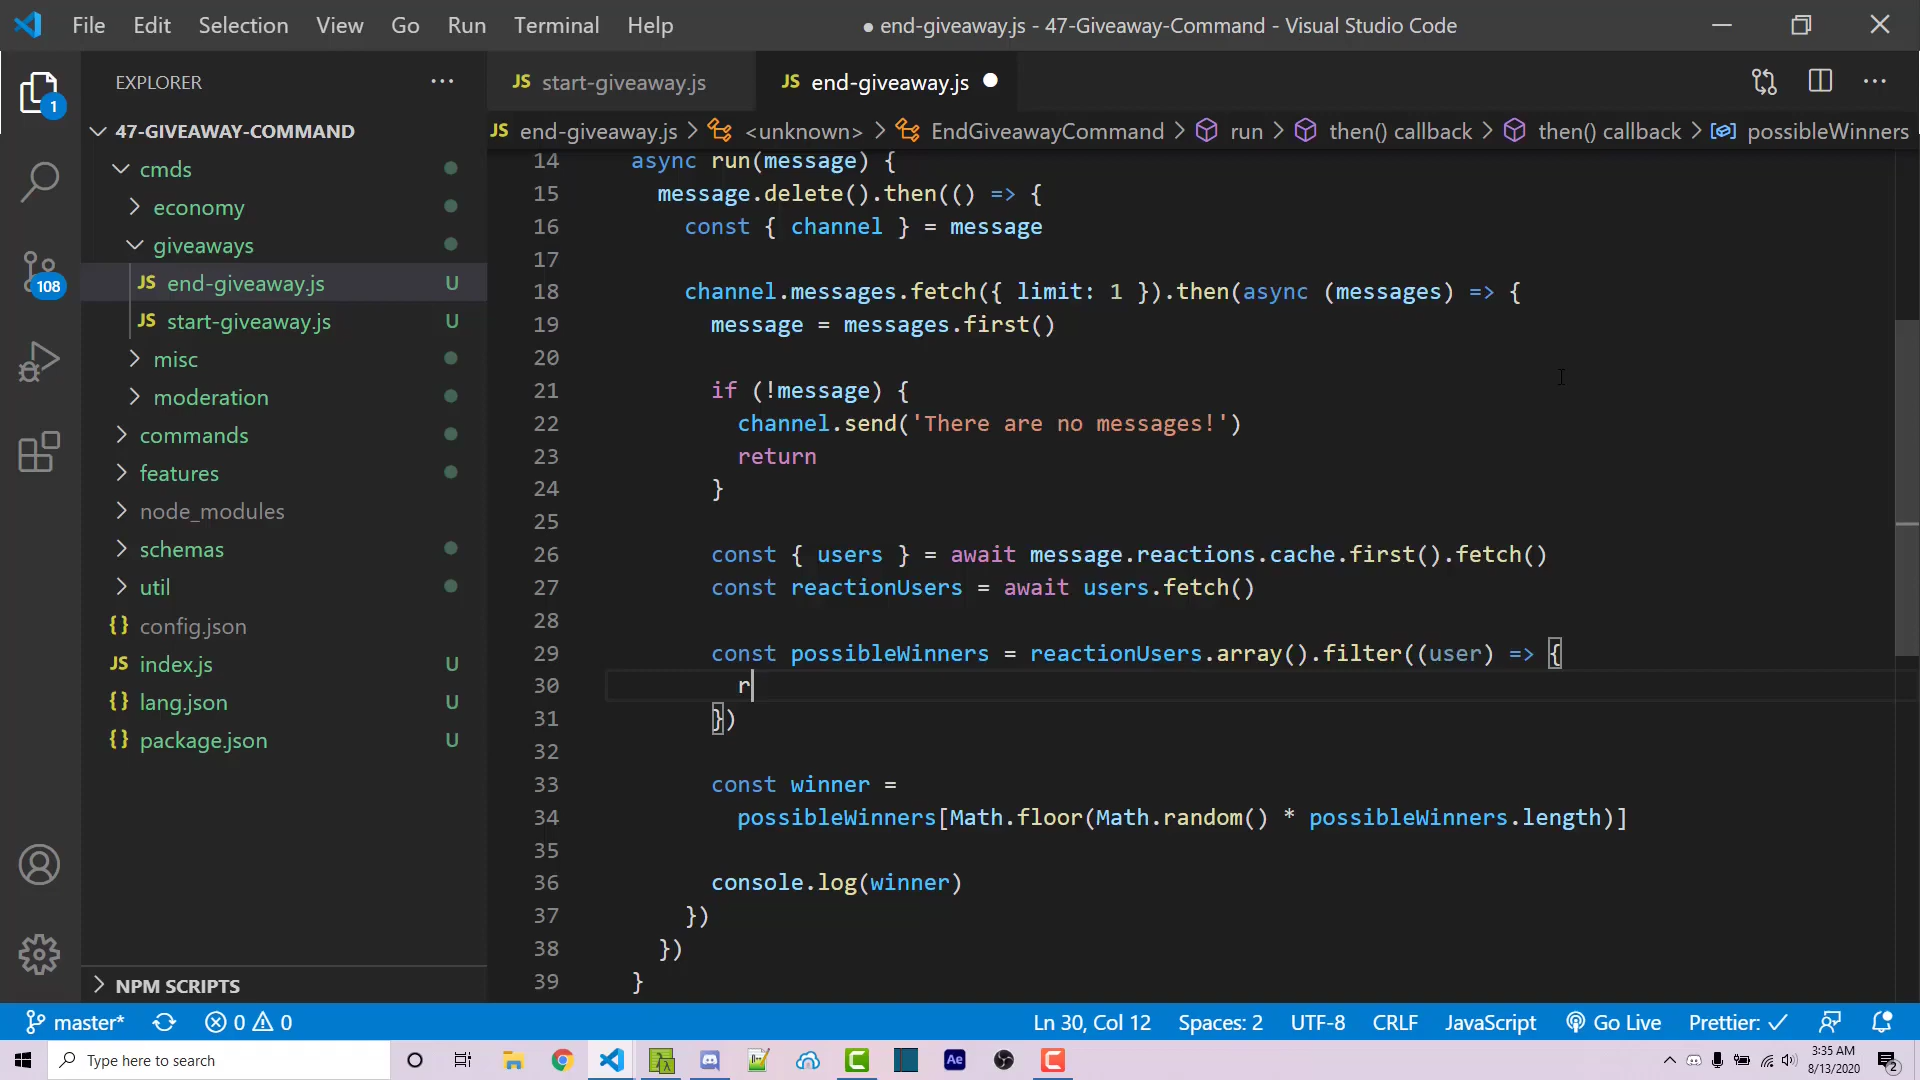 File Edit Selection View Go Run Terminal Help
● end-giveaway.js - 47-Giveaway-Command - Visual Studio Code
EXPLORER
JS start-giveaway.js
JS end-giveaway.js
JS end-giveaway.js > <unknown> > EndGiveawayCommand > run > then() callback > then() callback > possibleWinners
1
108
47-GIVEAWAY-COMMAND
cmds
economy
giveaways
JS end-giveaway.js U
JS start-giveaway.js U
misc
moderation
commands
features
node_modules
schemas
util
{} config.json
JS index.js U
{} lang.json U
{} package.json U
NPM SCRIPTS
14 async run(message) {
15 message.delete().then(() => {
16 const { channel } = message
17
18 channel.messages.fetch({ limit: 1 }).then(async (messages) => {
19 message = messages.first()
20
21 if (!message) {
22 channel.send('There are no messages!')
23 return
24 }
25
26 const { users } = await message.reactions.cache.first().fetch()
27 const reactionUsers = await users.fetch()
28
29 const possibleWinners = reactionUsers.array().filter((user) => {
30 r
31 })
32
33 const winner =
34 possibleWinners[Math.floor(Math.random() * possibleWinners.length)]
35
36 console.log(winner)
37 })
38 })
39 }
master* 0 0
Ln 30, Col 12 Spaces: 2 UTF-8 CRLF JavaScript Go Live Prettier: ✓
Type here to search
Ae
3:35 AM
8/13/2020
2